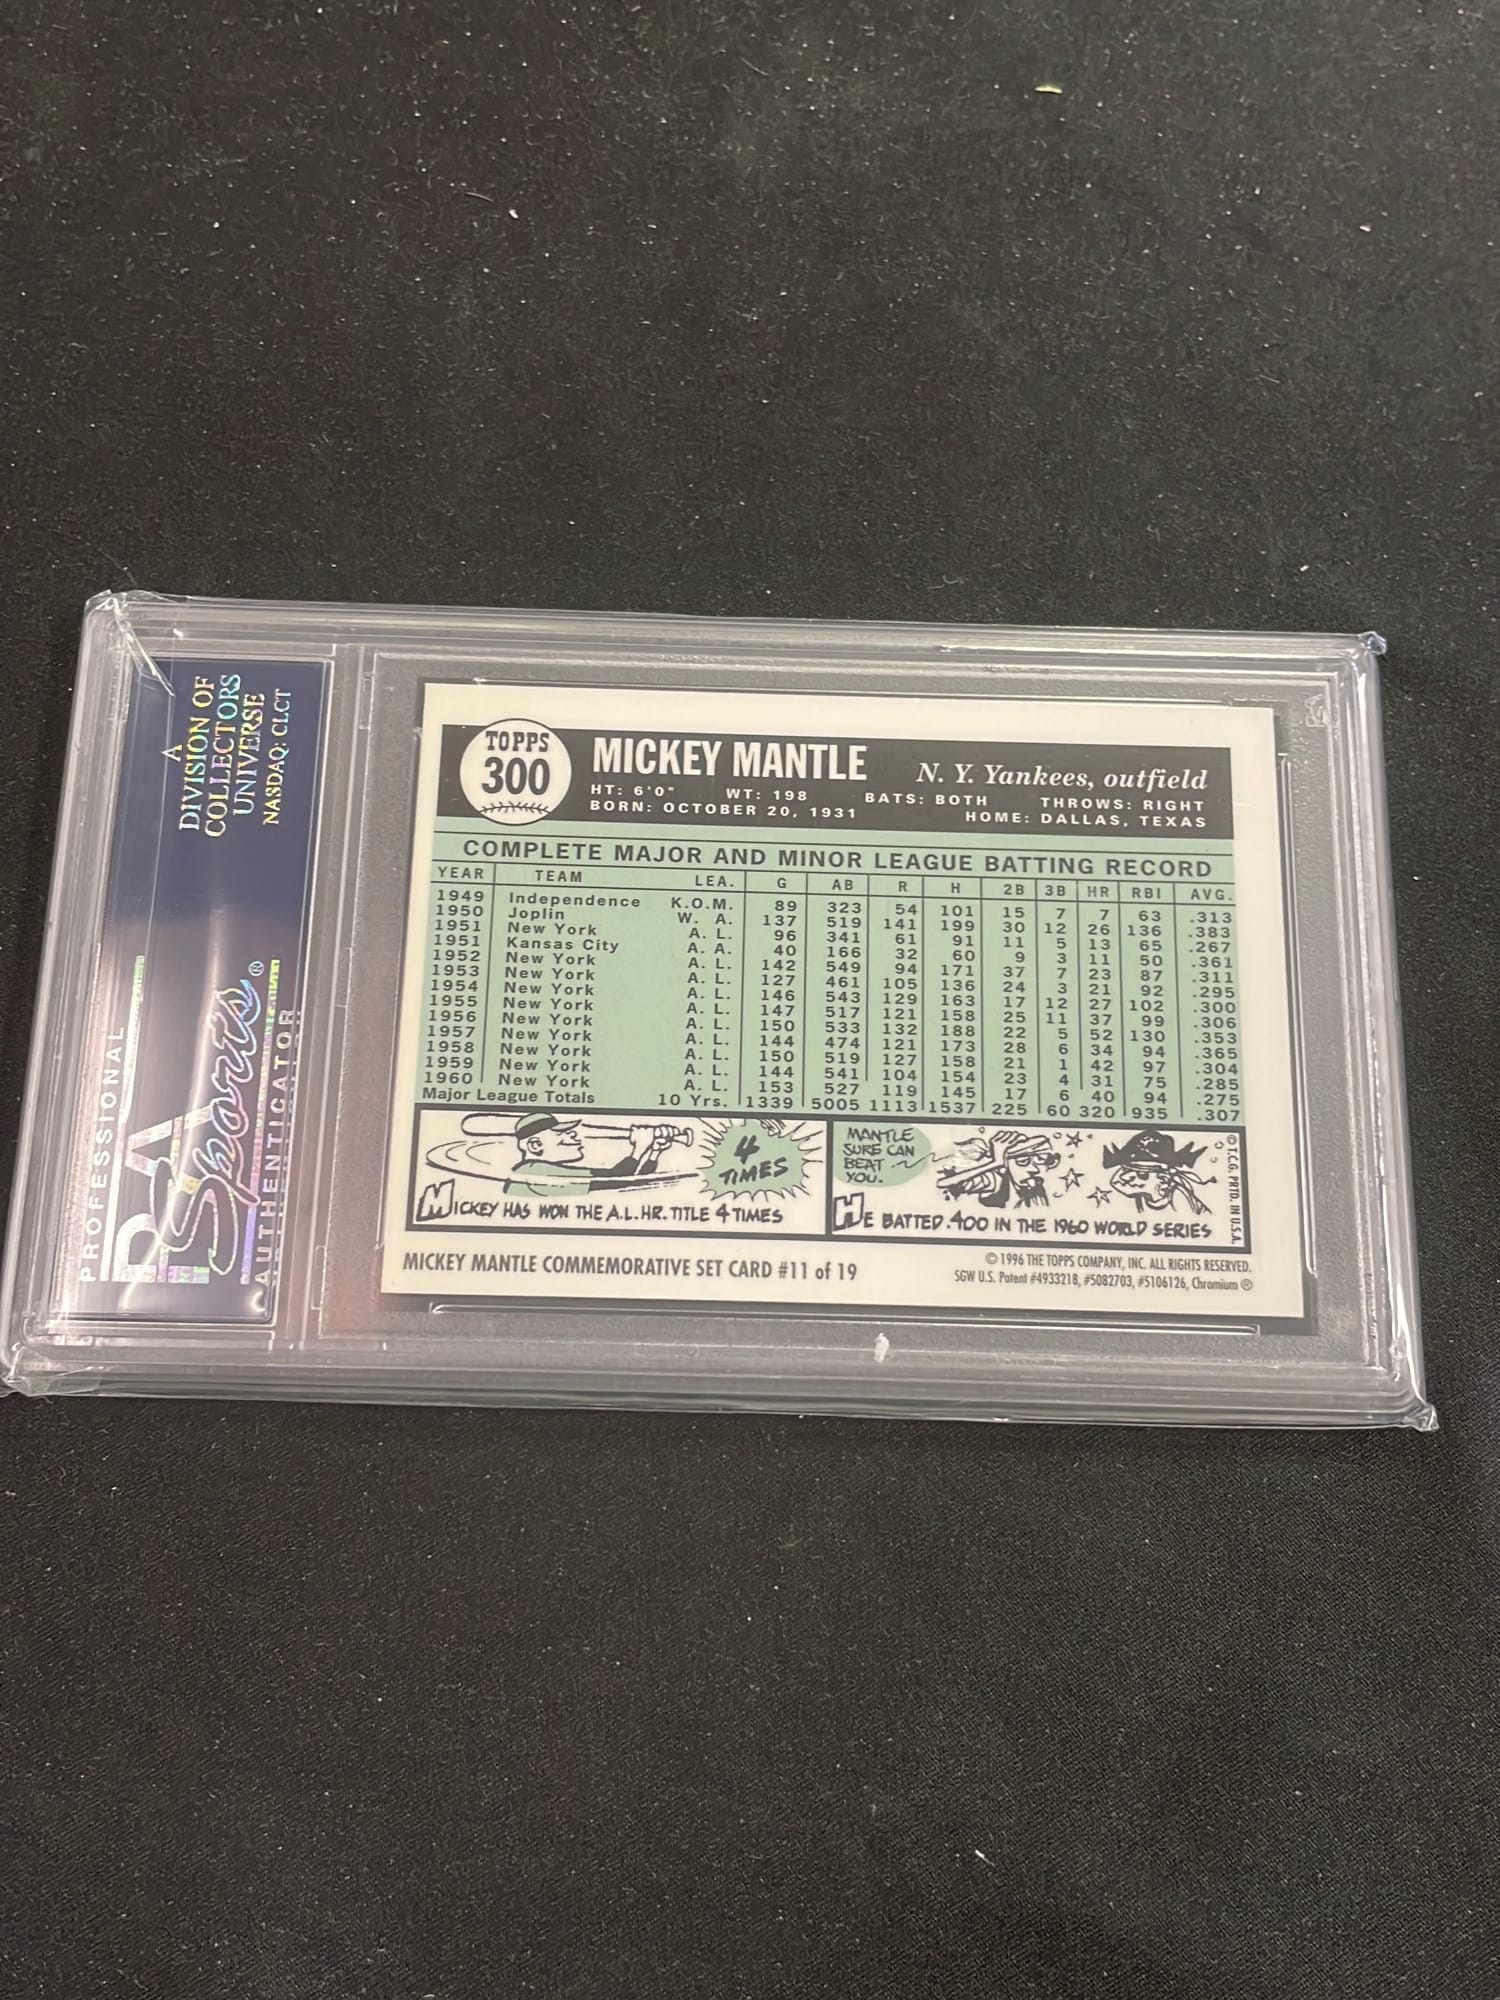 A
DIVISION OF
COLLECTORS
UNIVERSE
NASDAQ: CLCT
PROFESSIONAL
Sports®
AUTHENTICATOR
TOPPS
300
MICKEY MANTLE N. Y. Yankees, outfield
HT: 6'0" WT: 198 BATS: BOTH THROWS: RIGHT
BORN: OCTOBER 20, 1931 HOME: DALLAS, TEXAS
COMPLETE MAJOR AND MINOR LEAGUE BATTING RECORD
YEAR TEAM LEA. G AB R H 2B 3B HR RBI AVG.
1949 Independence K.O.M. 89 323 54 101 15 7 7 63 .313
1950 Joplin W. A. 137 519 141 199 30 12 26 136 .383
1951 New York A. L. 96 341 61 91 11 5 13 65 .267
1951 Kansas City A. A. 40 166 32 60 9 3 11 50 .361
1952 New York A. L. 142 549 94 171 37 7 23 87 .311
1953 New York A. L. 127 461 105 136 24 3 21 92 .295
1954 New York A. L. 146 543 129 163 17 12 27 102 .300
1955 New York A. L. 147 517 121 158 25 11 37 99 .306
1956 New York A. L. 150 533 132 188 22 5 52 130 .353
1957 New York A. L. 144 474 121 173 28 6 34 94 .365
1958 New York A. L. 150 519 127 158 21 1 42 97 .304
1959 New York A. L. 144 541 104 154 23 4 31 75 .285
1960 New York A. L. 153 527 119 145 17 6 40 94 .275
Major League Totals 10 Yrs. 1339 5005 1113 1537 225 60 320 935 .307
4
TIMES
MICKEY HAS WON THE A.L. HR. TITLE 4 TIMES
MANTLE
SURE CAN
BEAT
YOU.
HE BATTED .400 IN THE 1960 WORLD SERIES
© T.C.G. PRTD. IN U.S.A.
MICKEY MANTLE COMMEMORATIVE SET CARD #11 of 19
© 1996 THE TOPPS COMPANY, INC. ALL RIGHTS RESERVED.
SGW U.S. Patent #4933218, #5082703, #5106126, Chromium ®